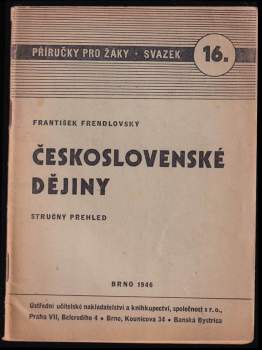 PŘÍRUČKY PRO ŽÁKY • SVAZEK 16.
FRANTIŠEK FRENDLOVSKÝ
ČESKOSLOVENSKÉ
DĚJINY
STRUČNÝ PŘEHLED
BRNO 1946
Ústřední učitelské nakladatelství a knihkupectví, společnost s r. o.,
Praha VII, Belcrediho 4 • Brno, Kounicova 34 • Banská Bystrica